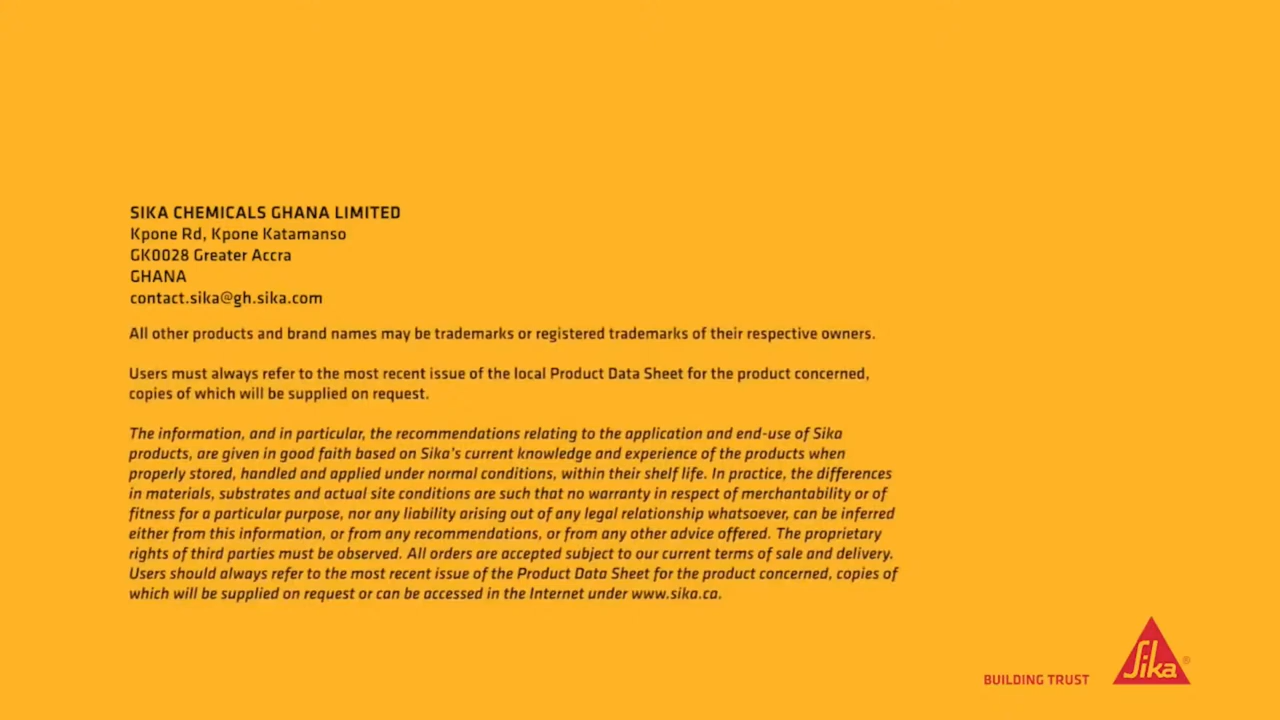 SIKA CHEMICALS GHANA LIMITED
Kpone Rd, Kpone Katamanso
GK0028 Greater Accra
GHANA
contact.sika@gh.sika.com
All other products and brand names may be trademarks or registered trademarks of their respective owners.
Users must always refer to the most recent issue of the local Product Data Sheet for the product concerned,
copies of which will be supplied on request.
The information, and in particular, the recommendations relating to the application and end-use of Sika
products, are given in good faith based on Sika's current knowledge and experience of the products when
properly stored, handled and applied under normal conditions, within their shelf life. In practice, the differences
in materials, substrates and actual site conditions are such that no warranty in respect of merchantability or of
fitness for a particular purpose, nor any liability arising out of any legal relationship whatsoever, can be inferred
either from this information, or from any recommendations, or from any other advice offered. The proprietary
rights of third parties must be observed. All orders are accepted subject to our current terms of sale and delivery.
Users should always refer to the most recent issue of the Product Data Sheet for the product concerned, copies of
which will be supplied on request or can be accessed in the Internet under www.sika.ca.
BUILDING TRUST
Sika®